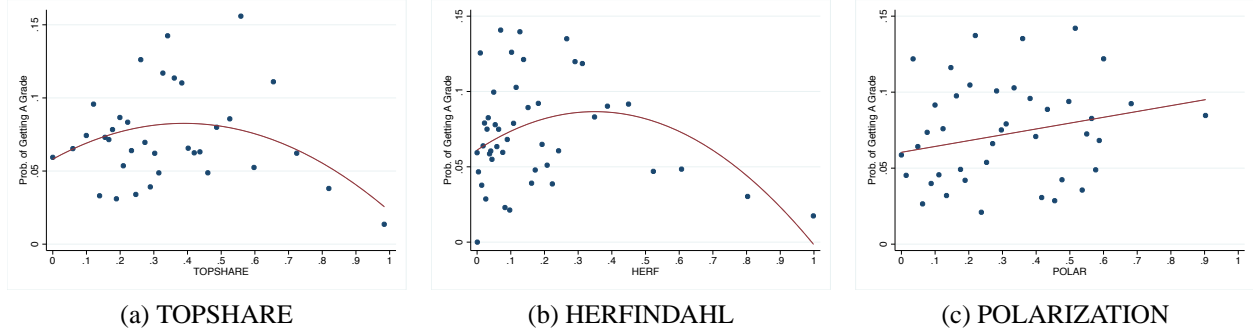 Prob. of Getting A Grade
.15
.1
.05
0
0 .1 .2 .3 .4 .5 .6 .7 .8 .9 1
TOPSHARE
(a) TOPSHARE
Prob. of Getting A Grade
.15
.1
.05
0
0 .1 .2 .3 .4 .5 .6 .7 .8 .9 1
HERF
(b) HERFINDAHL
Prob. of Getting A Grade
.15
.1
.05
0
0 .1 .2 .3 .4 .5 .6 .7 .8 .9 1
POLAR
(c) POLARIZATION